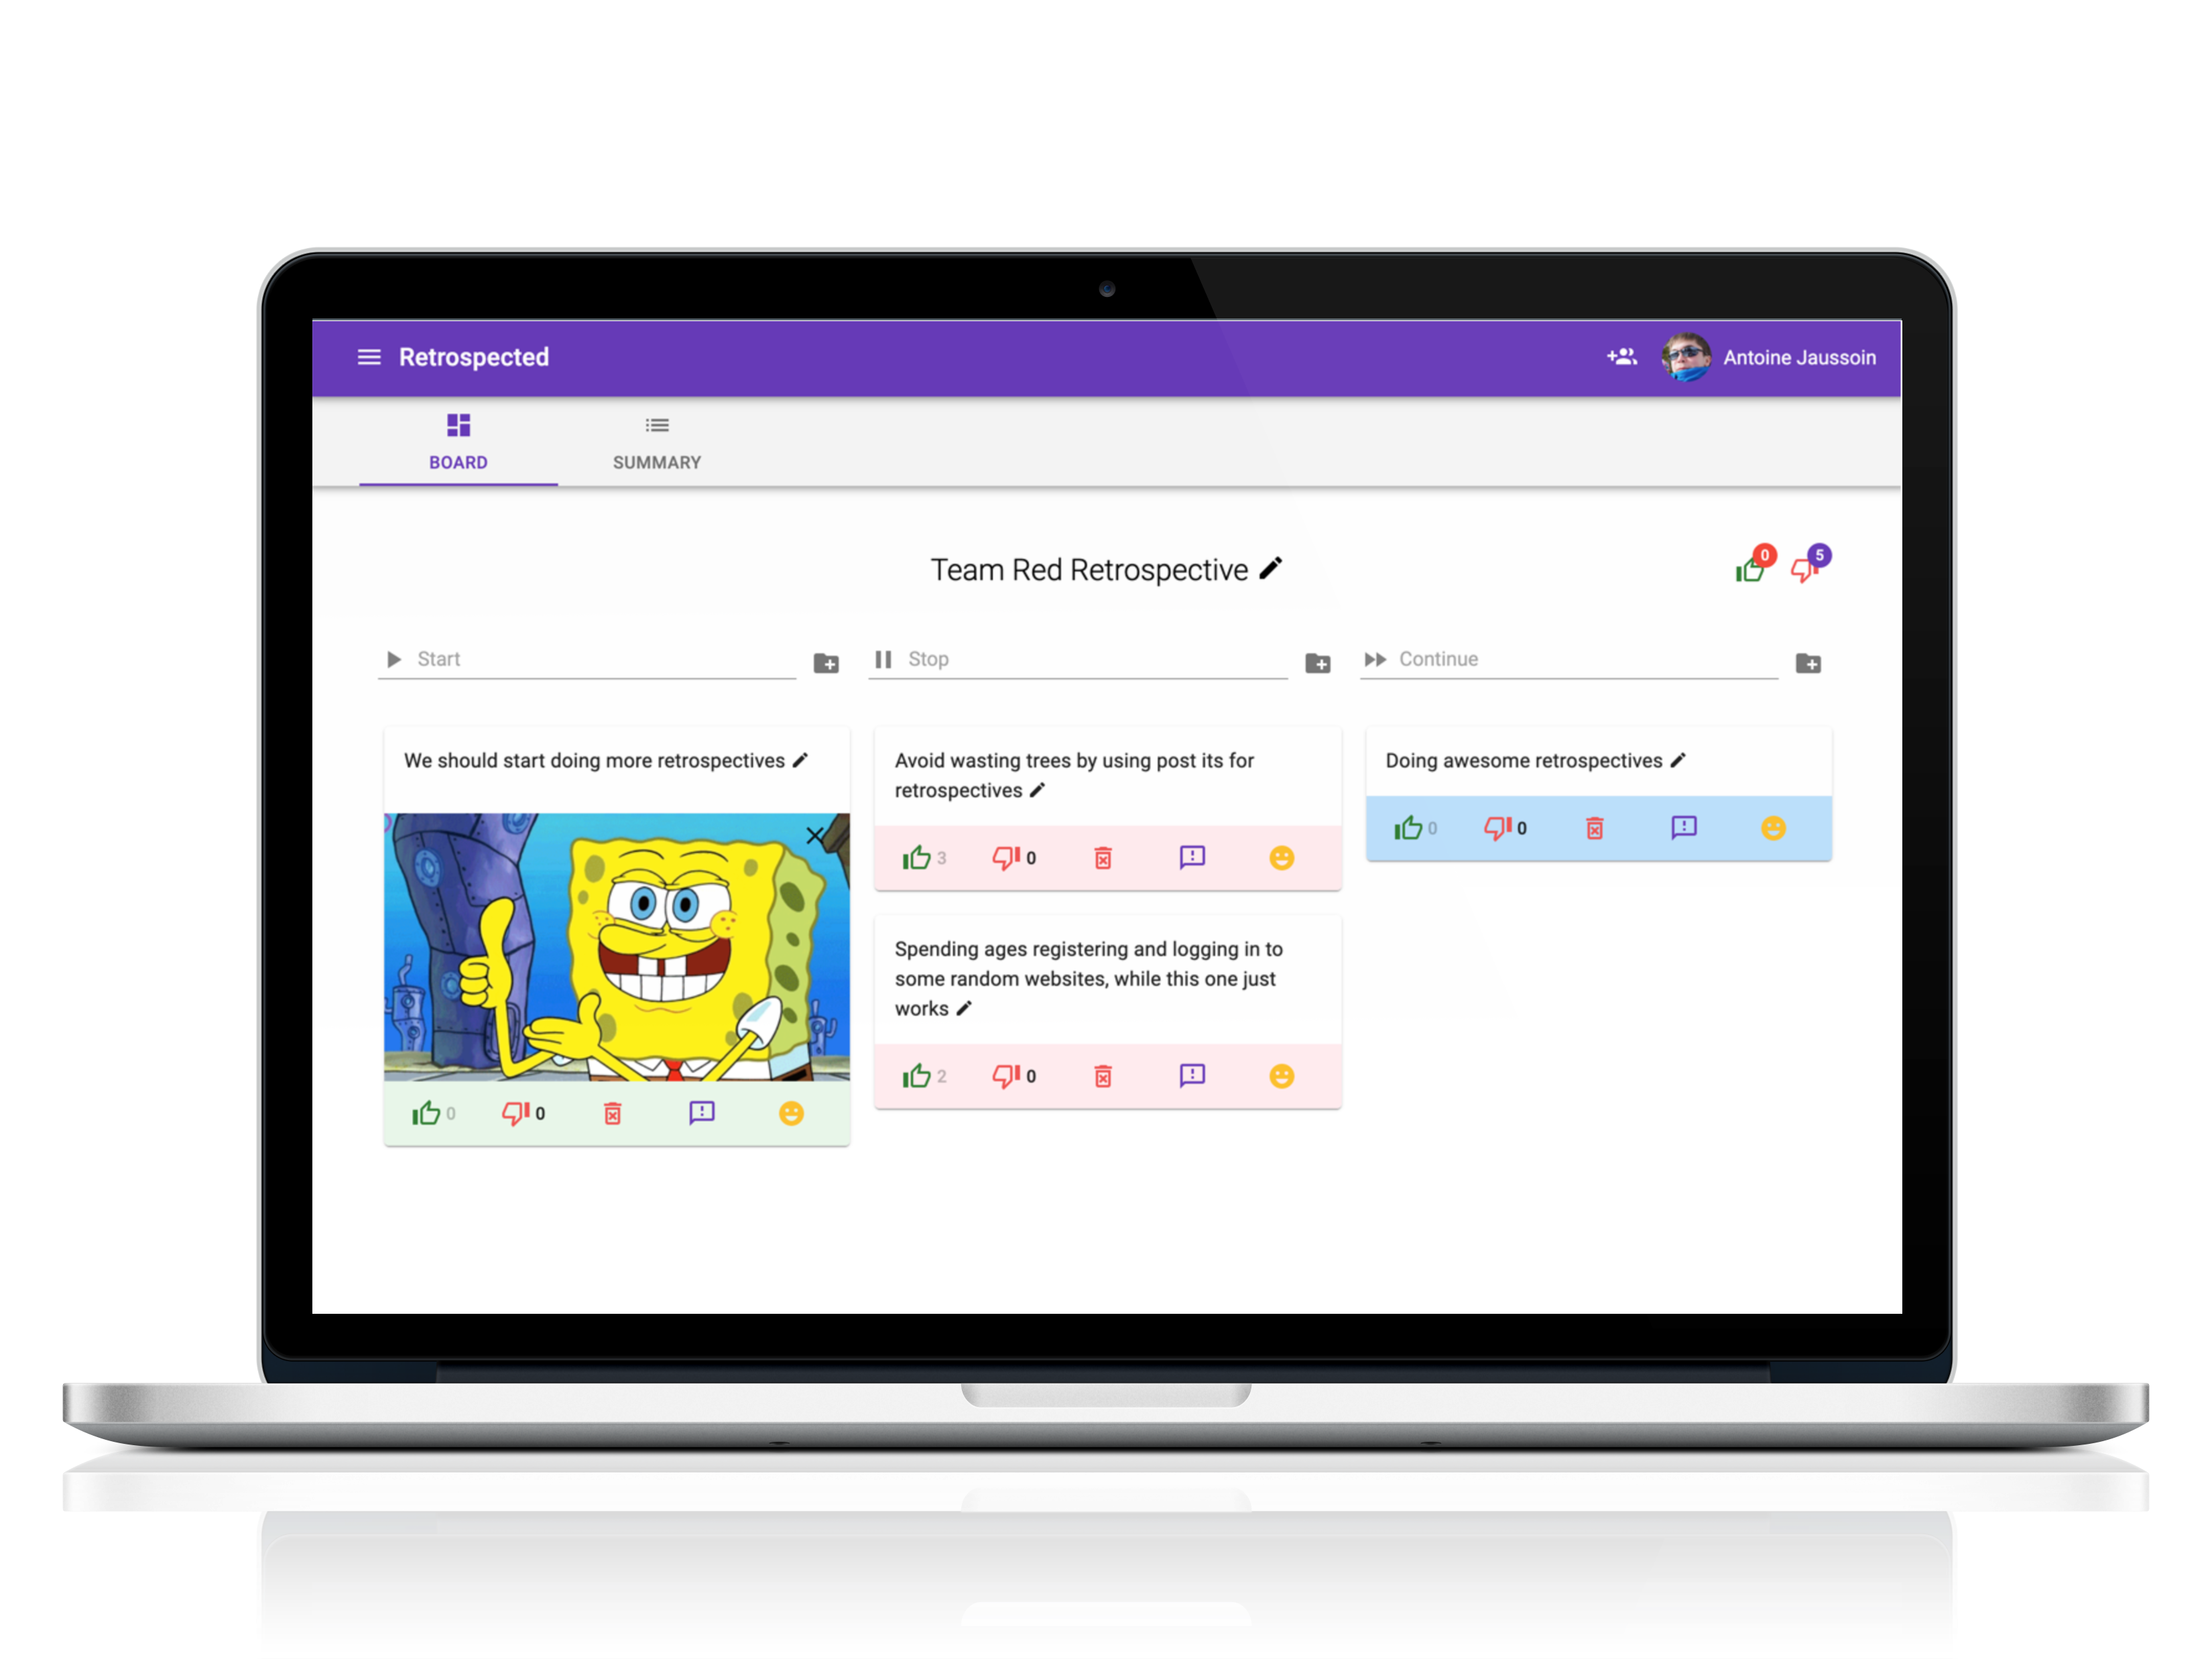 Retrospected
Antoine Jaussoin
BOARD
SUMMARY
Team Red Retrospective
0
5
Start
Stop
Continue
We should start doing more retrospectives
0
0
Avoid wasting trees by using post its for
retrospectives
3
0
Spending ages registering and logging in to
some random websites, while this one just
works
2
0
Doing awesome retrospectives
0
0